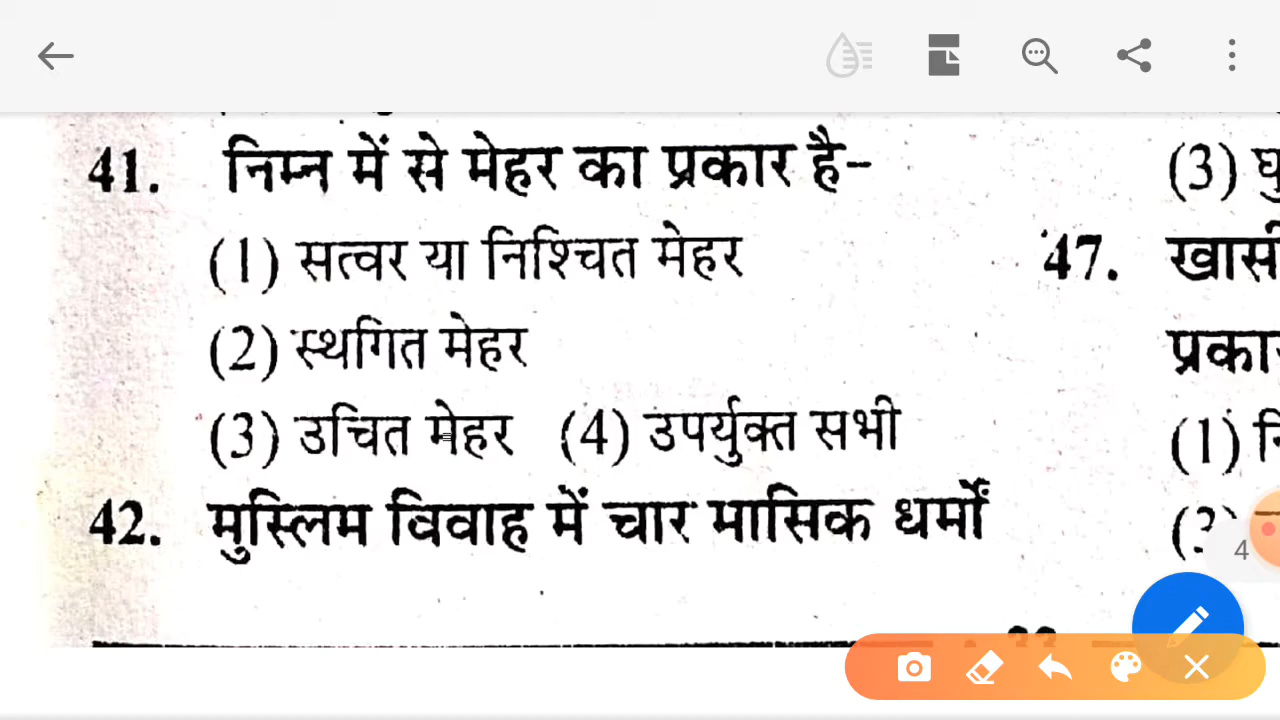 41. निम्न में से मेहर का प्रकार है-
(1) सत्वर या निश्चित मेहर
(2) स्थगित मेहर
(3) उचित मेहर (4) उपर्युक्त सभी
42. मुस्लिम विवाह में चार मासिक धर्मों
(3)
47.
(1)
4